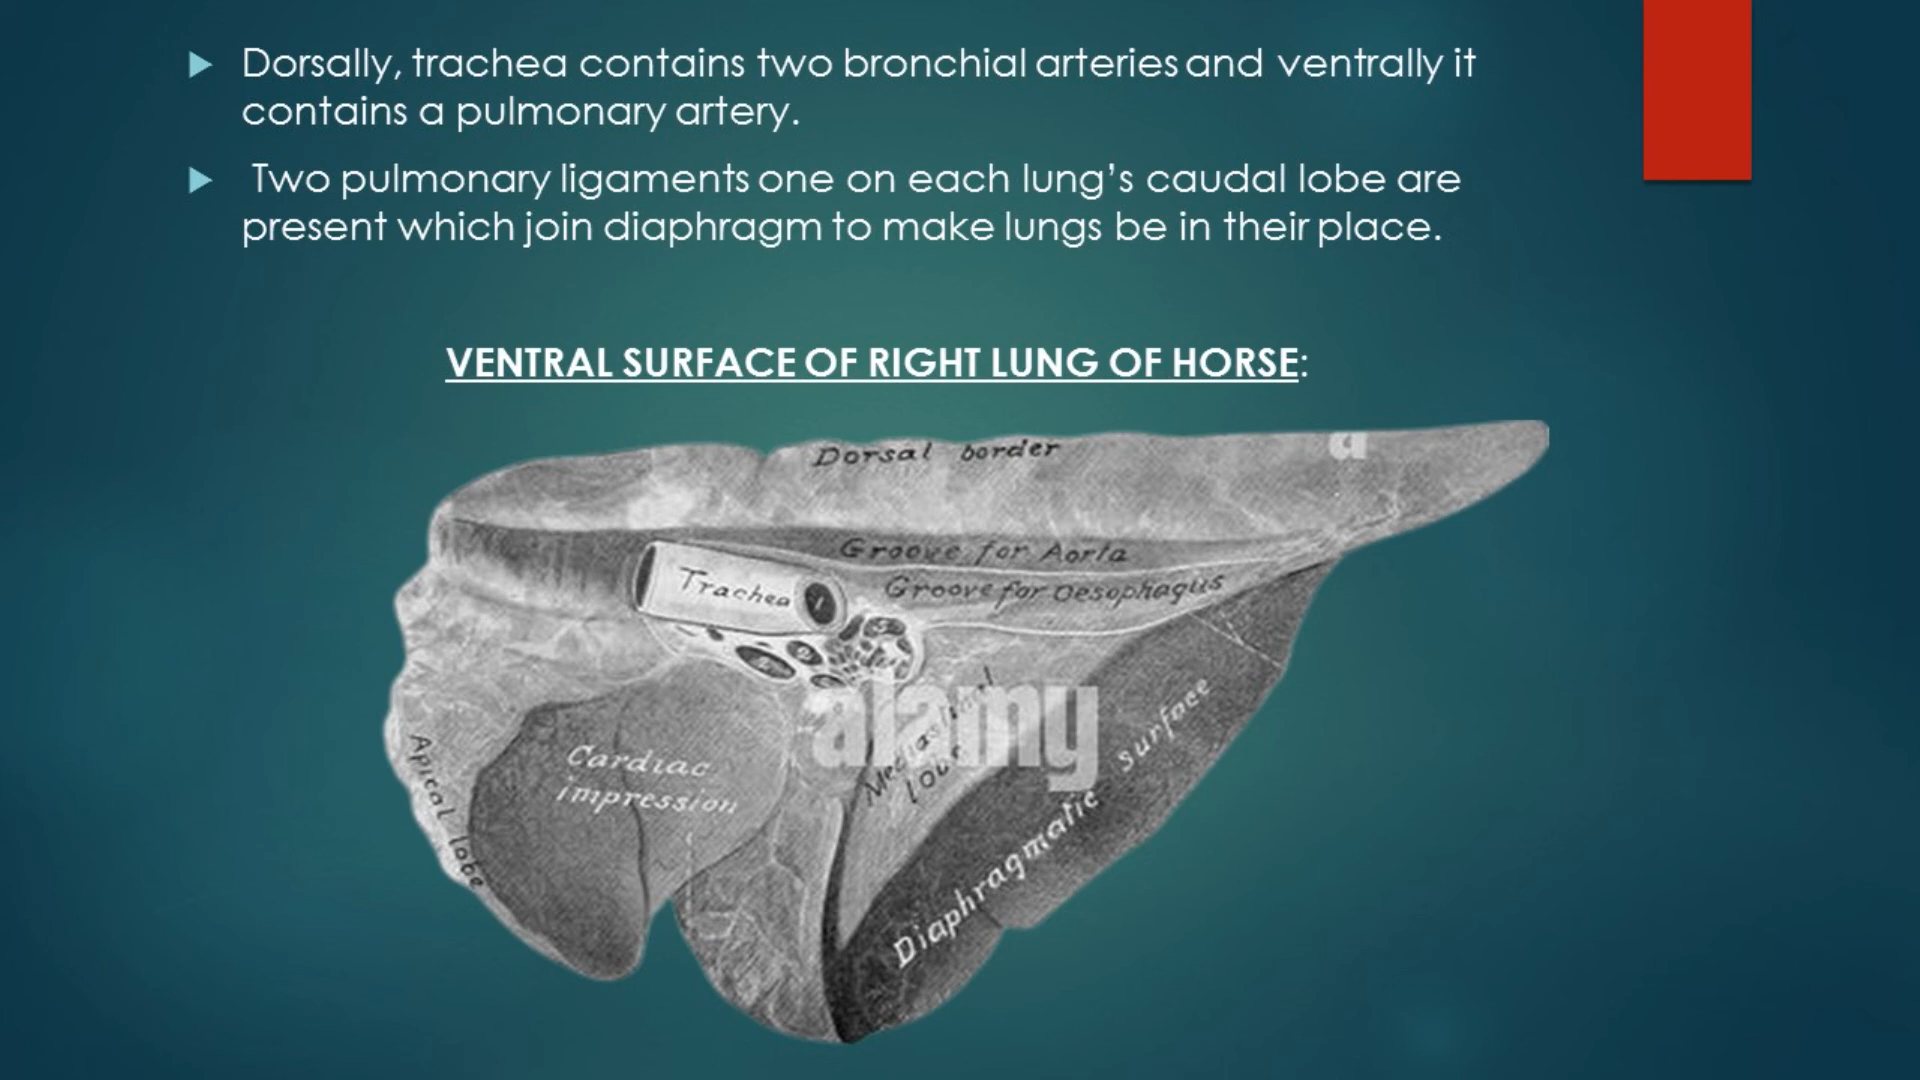 Dorsally, trachea contains two bronchial arteries and ventrally it
contains a pulmonary artery.
Two pulmonary ligaments one on each lung's caudal lobe are
present which join diaphragm to make lungs be in their place.
VENTRAL SURFACE OF RIGHT LUNG OF HORSE:
a
Dorsal border
Groove for Aorta
Trachea
Groove for Oesophagus
alamy
Mediastinal
Lobe
Cardiac
impression
Apical lobe
Diaphragmatic surface